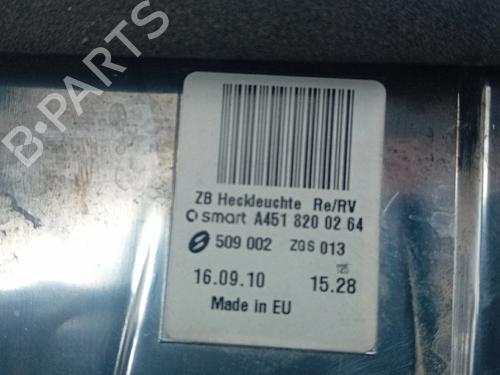 B-PARTS
ZB Heckleuchte Re/RV
smart A451 820 02 64
509 002 ZGS 013
125
16.09.10 15.28
Made in EU